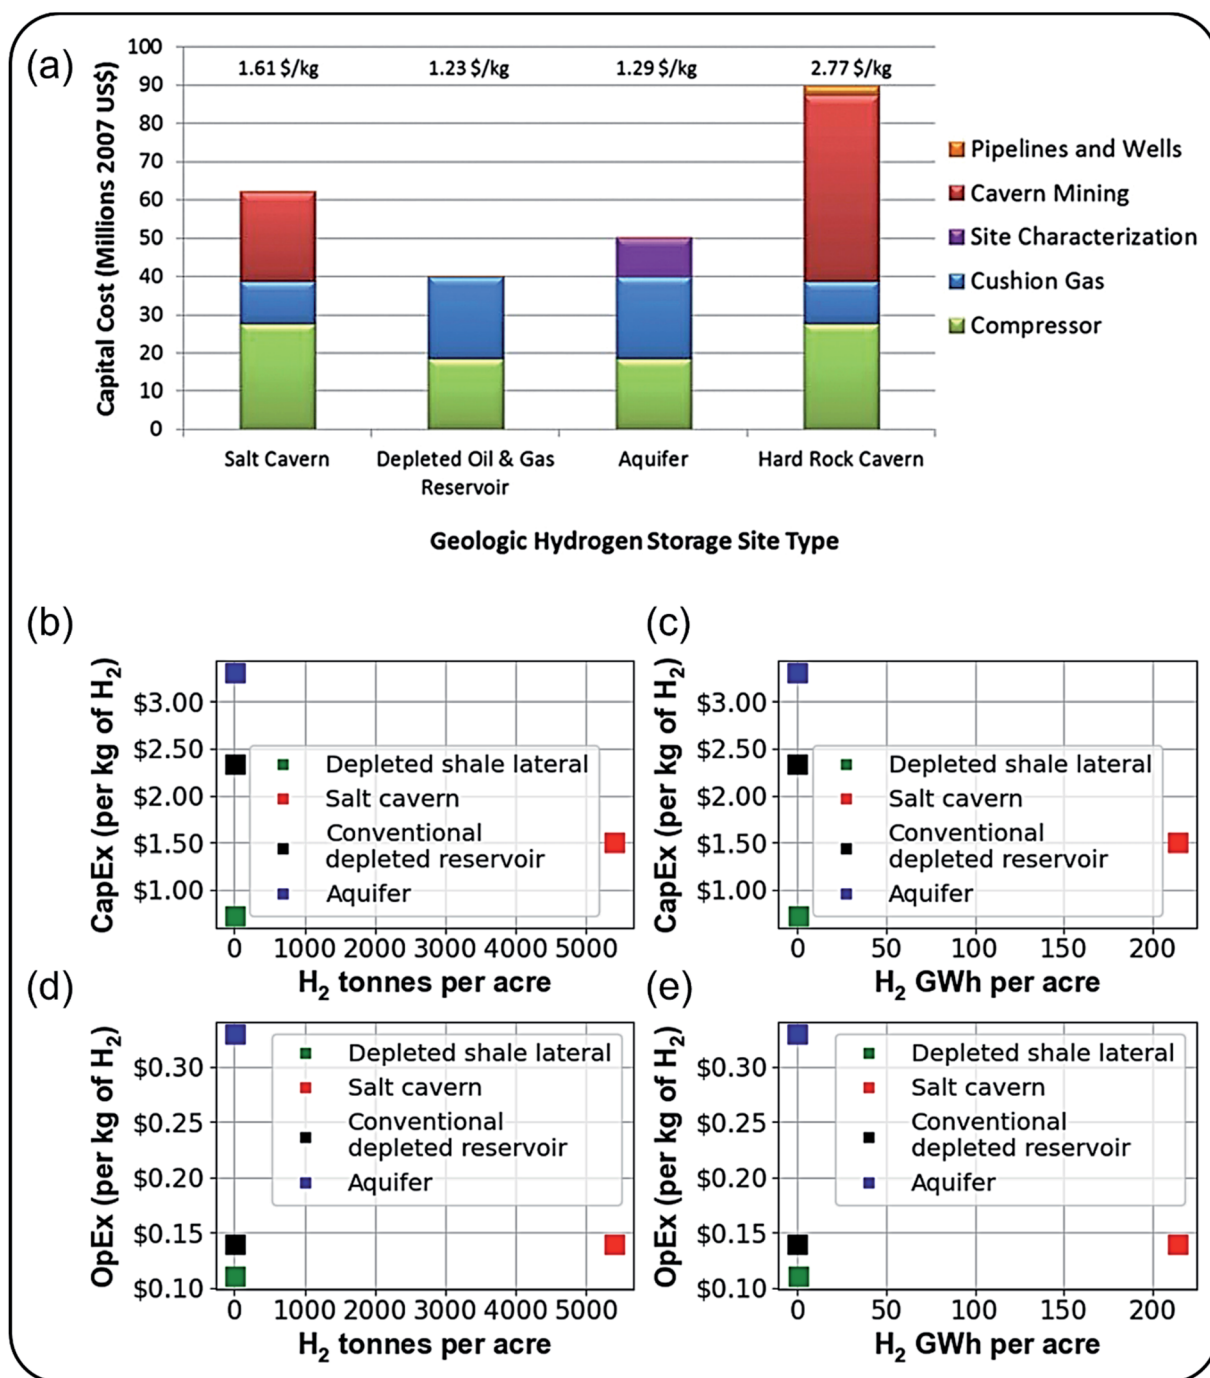 (a)
Capital Cost (Millions 2007 US$)
100
90
80
70
60
50
40
30
20
10
0
1.61 $/kg
1.23 $/kg
1.29 $/kg
2.77 $/kg
Pipelines and Wells
Cavern Mining
Site Characterization
Cushion Gas
Compressor
Salt Cavern
Depleted Oil & Gas
Reservoir
Aquifer
Hard Rock Cavern
Geologic Hydrogen Storage Site Type
(b)
CapEx (per kg of H2)
$3.00
$2.50
$2.00
$1.50
$1.00
Depleted shale lateral
Salt cavern
Conventional
depleted reservoir
Aquifer
0 1000 2000 3000 4000 5000
H2 tonnes per acre
(c)
CapEx (per kg of H2)
$3.00
$2.50
$2.00
$1.50
$1.00
Depleted shale lateral
Salt cavern
Conventional
depleted reservoir
Aquifer
0 50 100 150 200
H2 GWh per acre
(d)
OpEx (per kg of H2)
$0.30
$0.25
$0.20
$0.15
$0.10
Depleted shale lateral
Salt cavern
Conventional
depleted reservoir
Aquifer
0 1000 2000 3000 4000 5000
H2 tonnes per acre
(e)
OpEx (per kg of H2)
$0.30
$0.25
$0.20
$0.15
$0.10
Depleted shale lateral
Salt cavern
Conventional
depleted reservoir
Aquifer
0 50 100 150 200
H2 GWh per acre